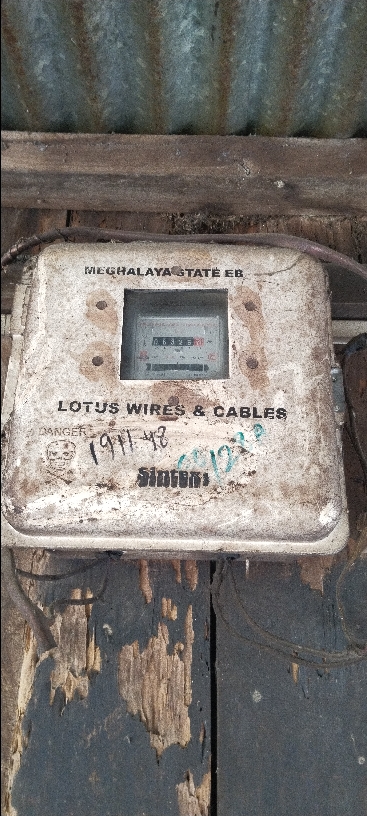 MEGHALAYA STATE EB
LOTUS WIRES & CABLES
DANGER
1911-48
Sintex